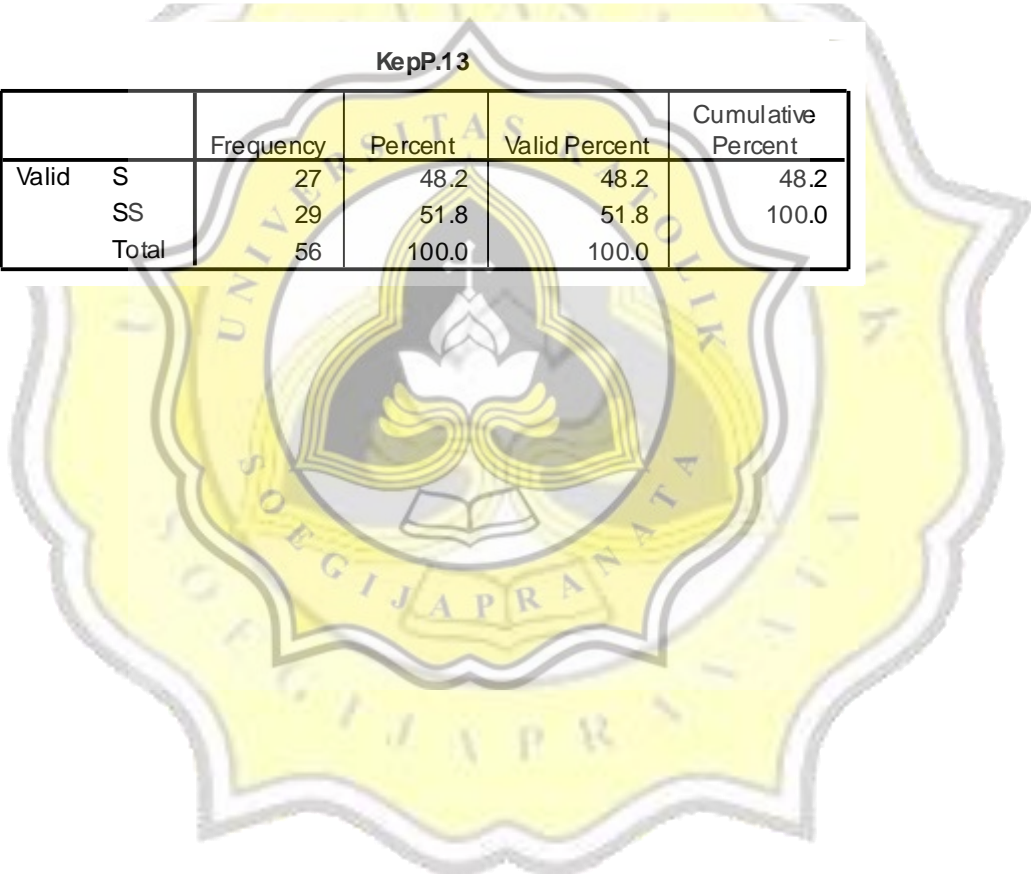 KepP.13
Frequency Percent Valid Percent Cumulative Percent
Valid S 27 48.2 48.2 48.2
SS 29 51.8 51.8 100.0
Total 56 100.0 100.0
UNIVERSITAS KATOLIK
SOEGIJAPRANATA